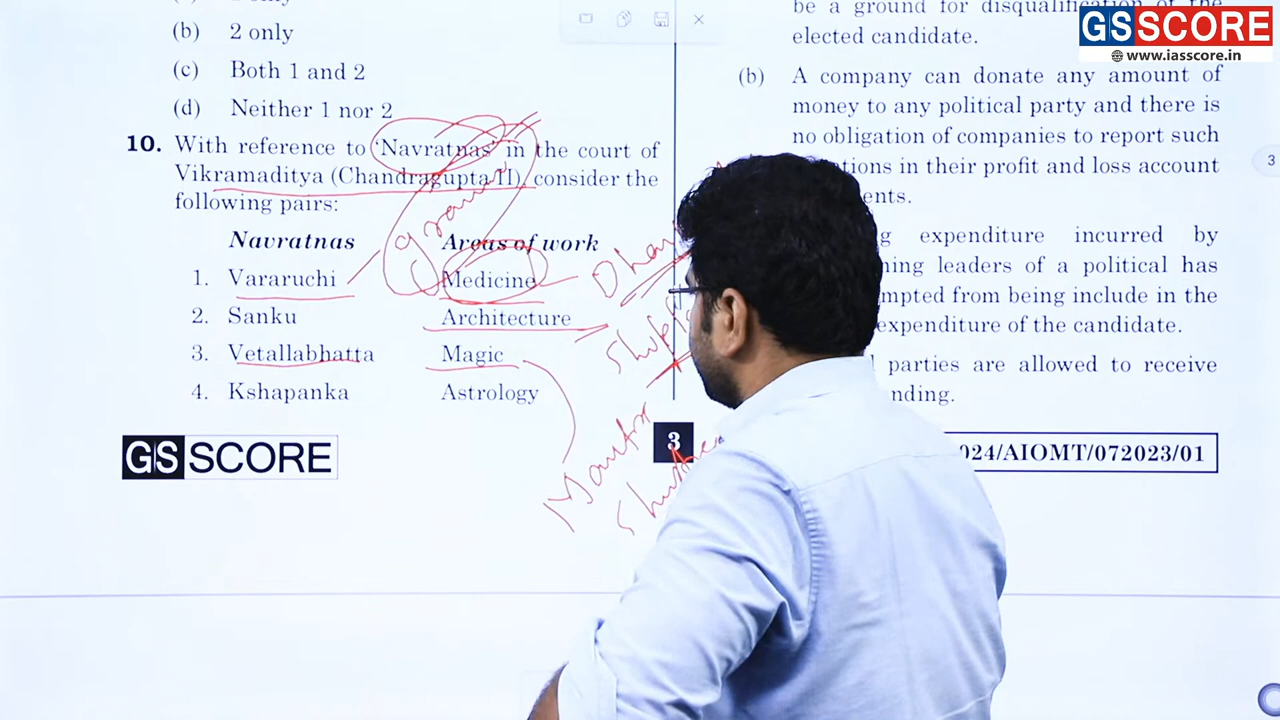 (b) 2 only
(c) Both 1 and 2
(d) Neither 1 nor 2
10. With reference to 'Navratnas' in the court of
Vikramaditya (Chandragupta II), consider the
following pairs:
Navratnas Areas of work
1. Vararuchi Medicine
2. Sanku Architecture
3. Vetallabhatta Magic
4. Kshapanka Astrology
GS SCORE
be a ground for disqualification of the
elected candidate.
(b) A company can donate any amount of
money to any political party and there is
no obligation of companies to report such
in their profit and loss account
expenditure incurred by
leaders of a political has
from being include in the
expenditure of the candidate.
parties are allowed to receive
3
024/AIOMT/072023/01
GSSCORE
www.iasscore.in
3